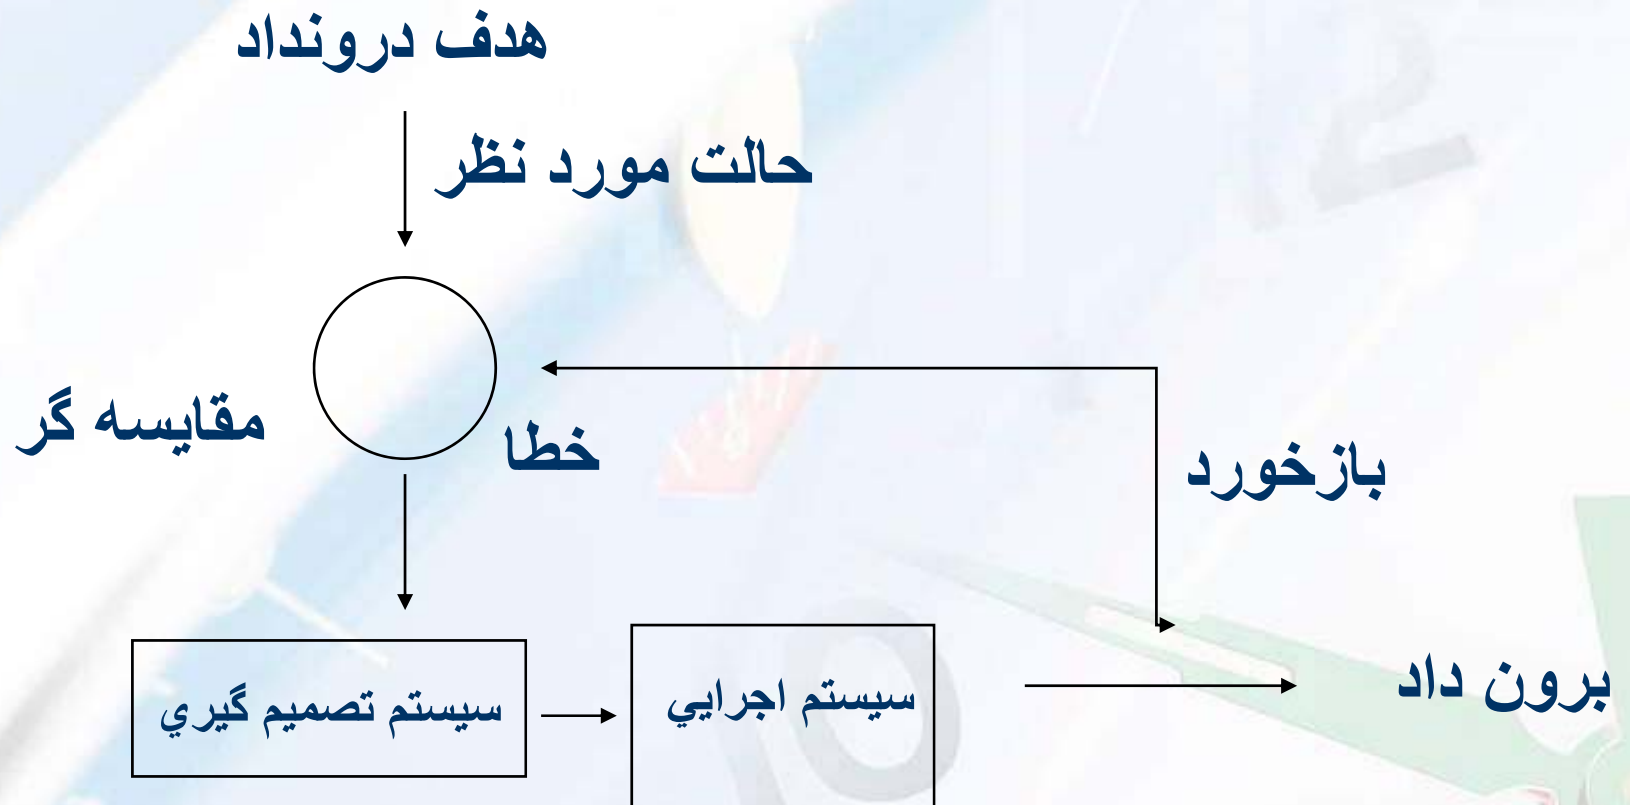 هدف درونداد
حالت مورد نظر
مقايسه گر
خطا
بازخورد
سيستم تصميم گيري
سيستم اجرايي
برون داد